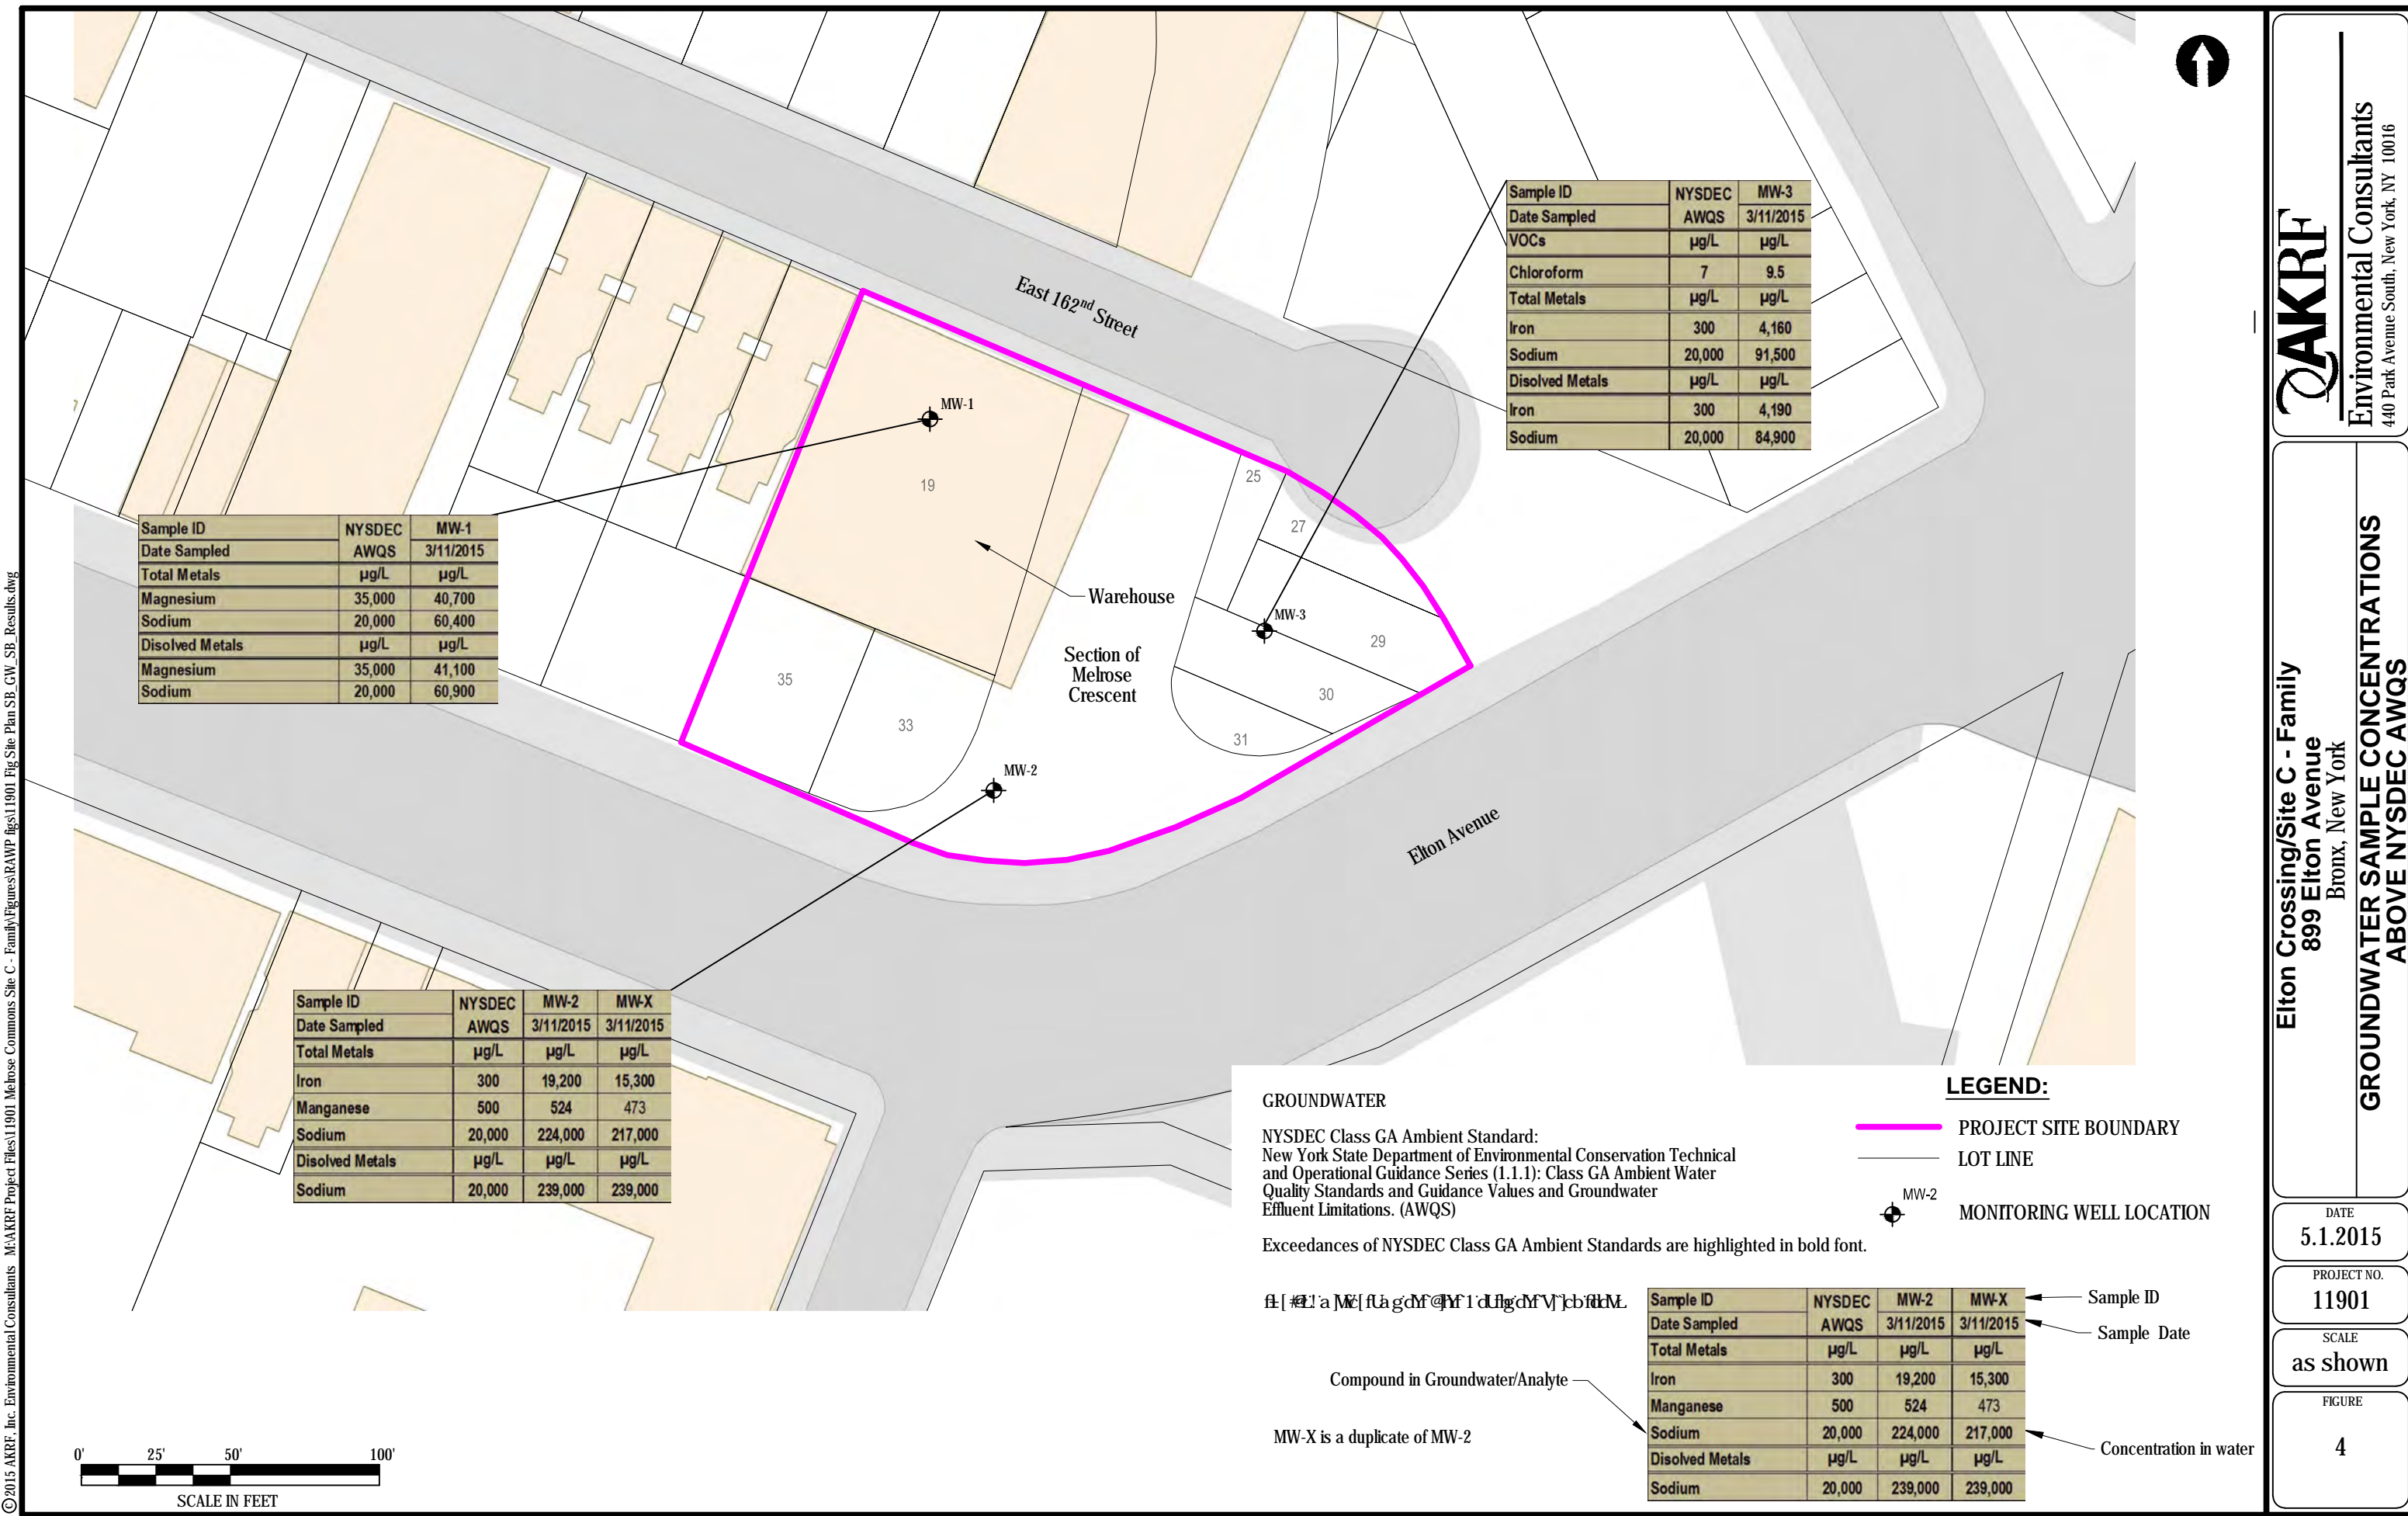 East 162nd Street
MW-1
19
25
27
Warehouse
MW-3
29
Section of
Melrose
Crescent
35
30
33
31
MW-2
Elton Avenue
Sample ID NYSDEC MW-3
Date Sampled AWQS 3/11/2015
VOCs µg/L µg/L
Chloroform 7 9.5
Total Metals µg/L µg/L
Iron 300 4,160
Sodium 20,000 91,500
Disolved Metals µg/L µg/L
Iron 300 4,190
Sodium 20,000 84,900
Sample ID NYSDEC MW-1
Date Sampled AWQS 3/11/2015
Total Metals µg/L µg/L
Magnesium 35,000 40,700
Sodium 20,000 60,400
Disolved Metals µg/L µg/L
Magnesium 35,000 41,100
Sodium 20,000 60,900
Sample ID NYSDEC MW-2 MW-X
Date Sampled AWQS 3/11/2015 3/11/2015
Total Metals µg/L µg/L µg/L
Iron 300 19,200 15,300
Manganese 500 524 473
Sodium 20,000 224,000 217,000
Disolved Metals µg/L µg/L µg/L
Sodium 20,000 239,000 239,000
GROUNDWATER
NYSDEC Class GA Ambient Standard:
New York State Department of Environmental Conservation Technical
and Operational Guidance Series (1.1.1): Class GA Ambient Water
Quality Standards and Guidance Values and Groundwater
Effluent Limitations. (AWQS)
Exceedances of NYSDEC Class GA Ambient Standards are highlighted in bold font.
Compound in Groundwater/Analyte
MW-X is a duplicate of MW-2
LEGEND:
PROJECT SITE BOUNDARY
LOT LINE
MW-2
MONITORING WELL LOCATION
Sample ID NYSDEC MW-2 MW-X
Date Sampled AWQS 3/11/2015 3/11/2015
Total Metals µg/L µg/L µg/L
Iron 300 19,200 15,300
Manganese 500 524 473
Sodium 20,000 224,000 217,000
Disolved Metals µg/L µg/L µg/L
Sodium 20,000 239,000 239,000
Sample ID
Sample Date
Concentration in water
0' 25' 50' 100'
SCALE IN FEET
©2015 AKRF, Inc. Environmental Consultants M:\AKRF Project Files\11901 Melrose Commons Site C - Family\Figures\RAWP figs\11901 Fig Site Plan SB_GW_SB_Results.dwg
AKRF
Environmental Consultants
440 Park Avenue South, New York, NY 10016
Elton Crossing/Site C - Family
899 Elton Avenue
Bronx, New York
GROUNDWATER SAMPLE CONCENTRATIONS
ABOVE NYSDEC AWQS
DATE
5.1.2015
PROJECT NO.
11901
SCALE
as shown
FIGURE
4